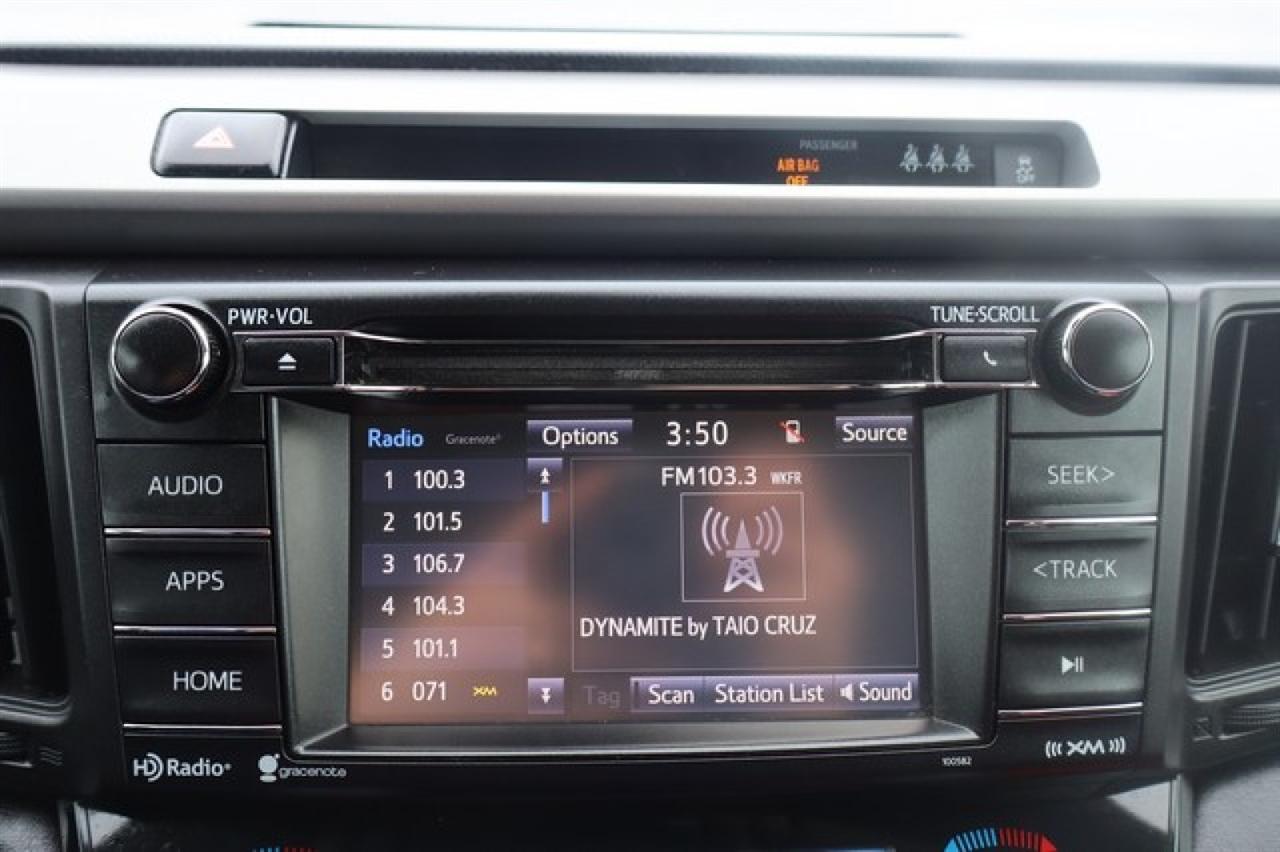 PASSENGER
AIR BAG
OFF
OFF
PWR·VOL
TUNE·SCROLL
AUDIO
APPS
HOME
Radio Gracenote® Options 3:50 Source
1 100.3
2 101.5
3 106.7
4 104.3
5 101.1
6 071 XM
FM103.3 WKFR
DYNAMITE by TAIO CRUZ
Tag Scan Station List Sound
SEEK>
<TRACK
HD Radio®
gracenote
100582
((( XM )))